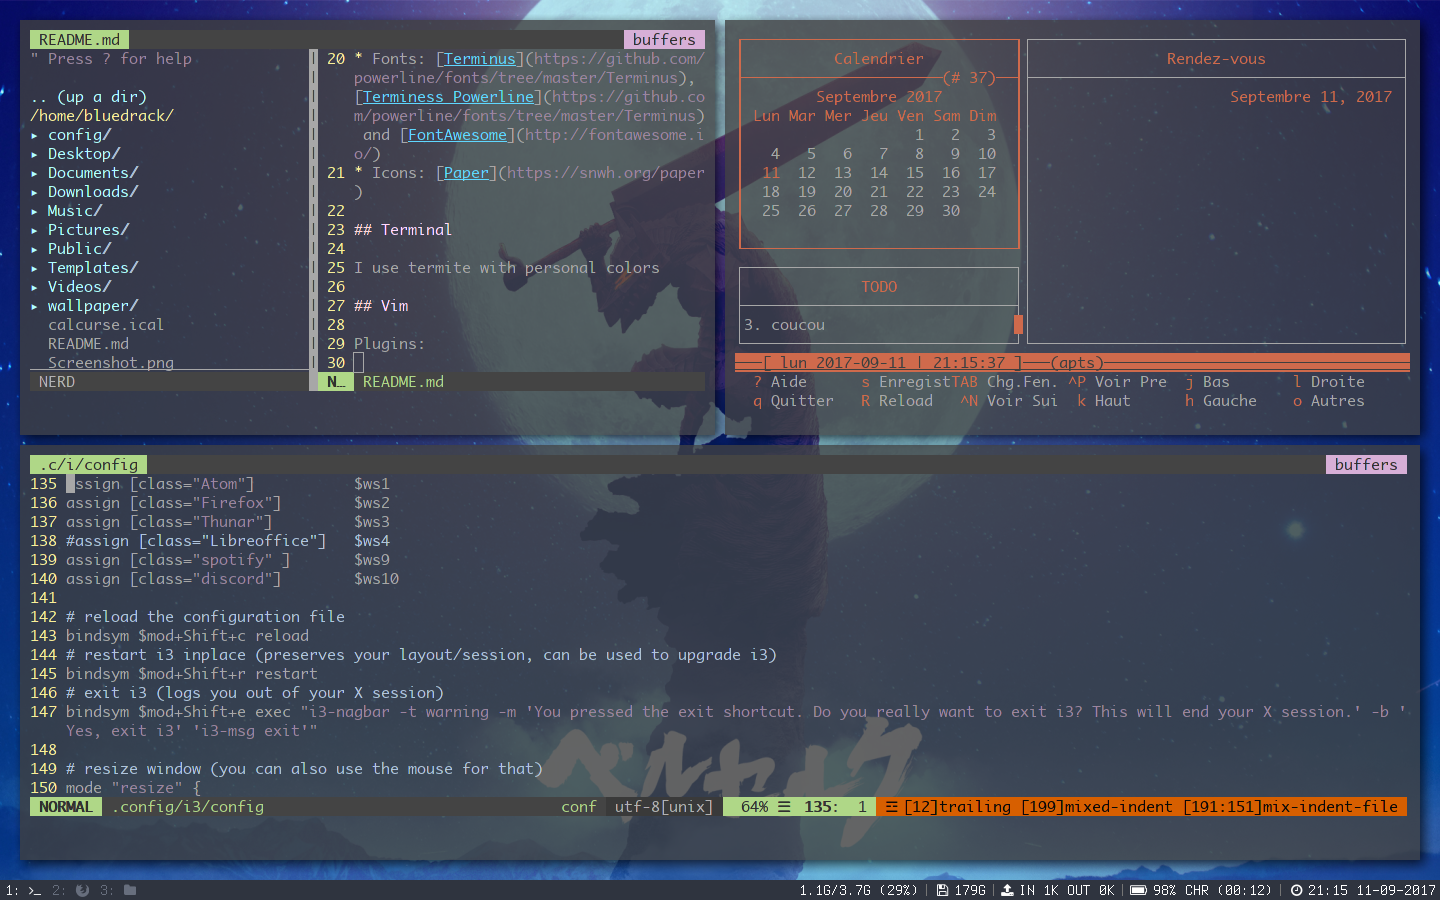 README.md
buffers
" Press ? for help
.. (up a dir)
/home/bluedrack/
▸ config/
▸ Desktop/
▸ Documents/
▸ Downloads/
▸ Music/
▸ Pictures/
▸ Public/
▸ Templates/
▸ Videos/
▸ wallpaper/
calcurse.ical
README.md
Screenshot.png
NERD
20 * Fonts: [Terminus](https://github.com/
powerline/fonts/tree/master/Terminus),
[Terminess Powerline](https://github.co
m/powerline/fonts/tree/master/Terminus)
and [FontAwesome](http://fontawesome.i
o/)
21 * Icons: [Paper](https://snwh.org/paper
)
22
23 ## Terminal
24
25 I use termite with personal colors
26
27 ## Vim
28
29 Plugins:
30
N… README.md
Calendrier
(# 37)
Septembre 2017
Lun Mar Mer Jeu Ven Sam Dim
1 2 3
4 5 6 7 8 9 10
11 12 13 14 15 16 17
18 19 20 21 22 23 24
25 26 27 28 29 30
Rendez-vous
Septembre 11, 2017
TODO
3. coucou
[ lun 2017-09-11 | 21:15:37 ] (apts)
? Aide s EnregistTAB Chg.Fen. ^P Voir Pre j Bas l Droite
q Quitter R Reload ^N Voir Sui k Haut h Gauche o Autres
.c/i/config
buffers
135 assign [class="Atom"] $ws1
136 assign [class="Firefox"] $ws2
137 assign [class="Thunar"] $ws3
138 #assign [class="Libreoffice"] $ws4
139 assign [class="spotify" ] $ws9
140 assign [class="discord"] $ws10
141
142 # reload the configuration file
143 bindsym $mod+Shift+c reload
144 # restart i3 inplace (preserves your layout/session, can be used to upgrade i3)
145 bindsym $mod+Shift+r restart
146 # exit i3 (logs you out of your X session)
147 bindsym $mod+Shift+e exec "i3-nagbar -t warning -m 'You pressed the exit shortcut. Do you really want to exit i3? This will end your X session.' -b '
Yes, exit i3' 'i3-msg exit'"
148
149 # resize window (you can also use the mouse for that)
150 mode "resize" {
ベルセルク
NORMAL .config/i3/config conf utf-8[unix] 64% ☰ 135: 1 ☲ [12]trailing [199]mixed-indent [191:151]mix-indent-file
1: >_ 2: 3: 1.1G/3.7G (29%) | 179G | IN 1K OUT 0K | 98% CHR (00:12) | 21:15 11-09-2017